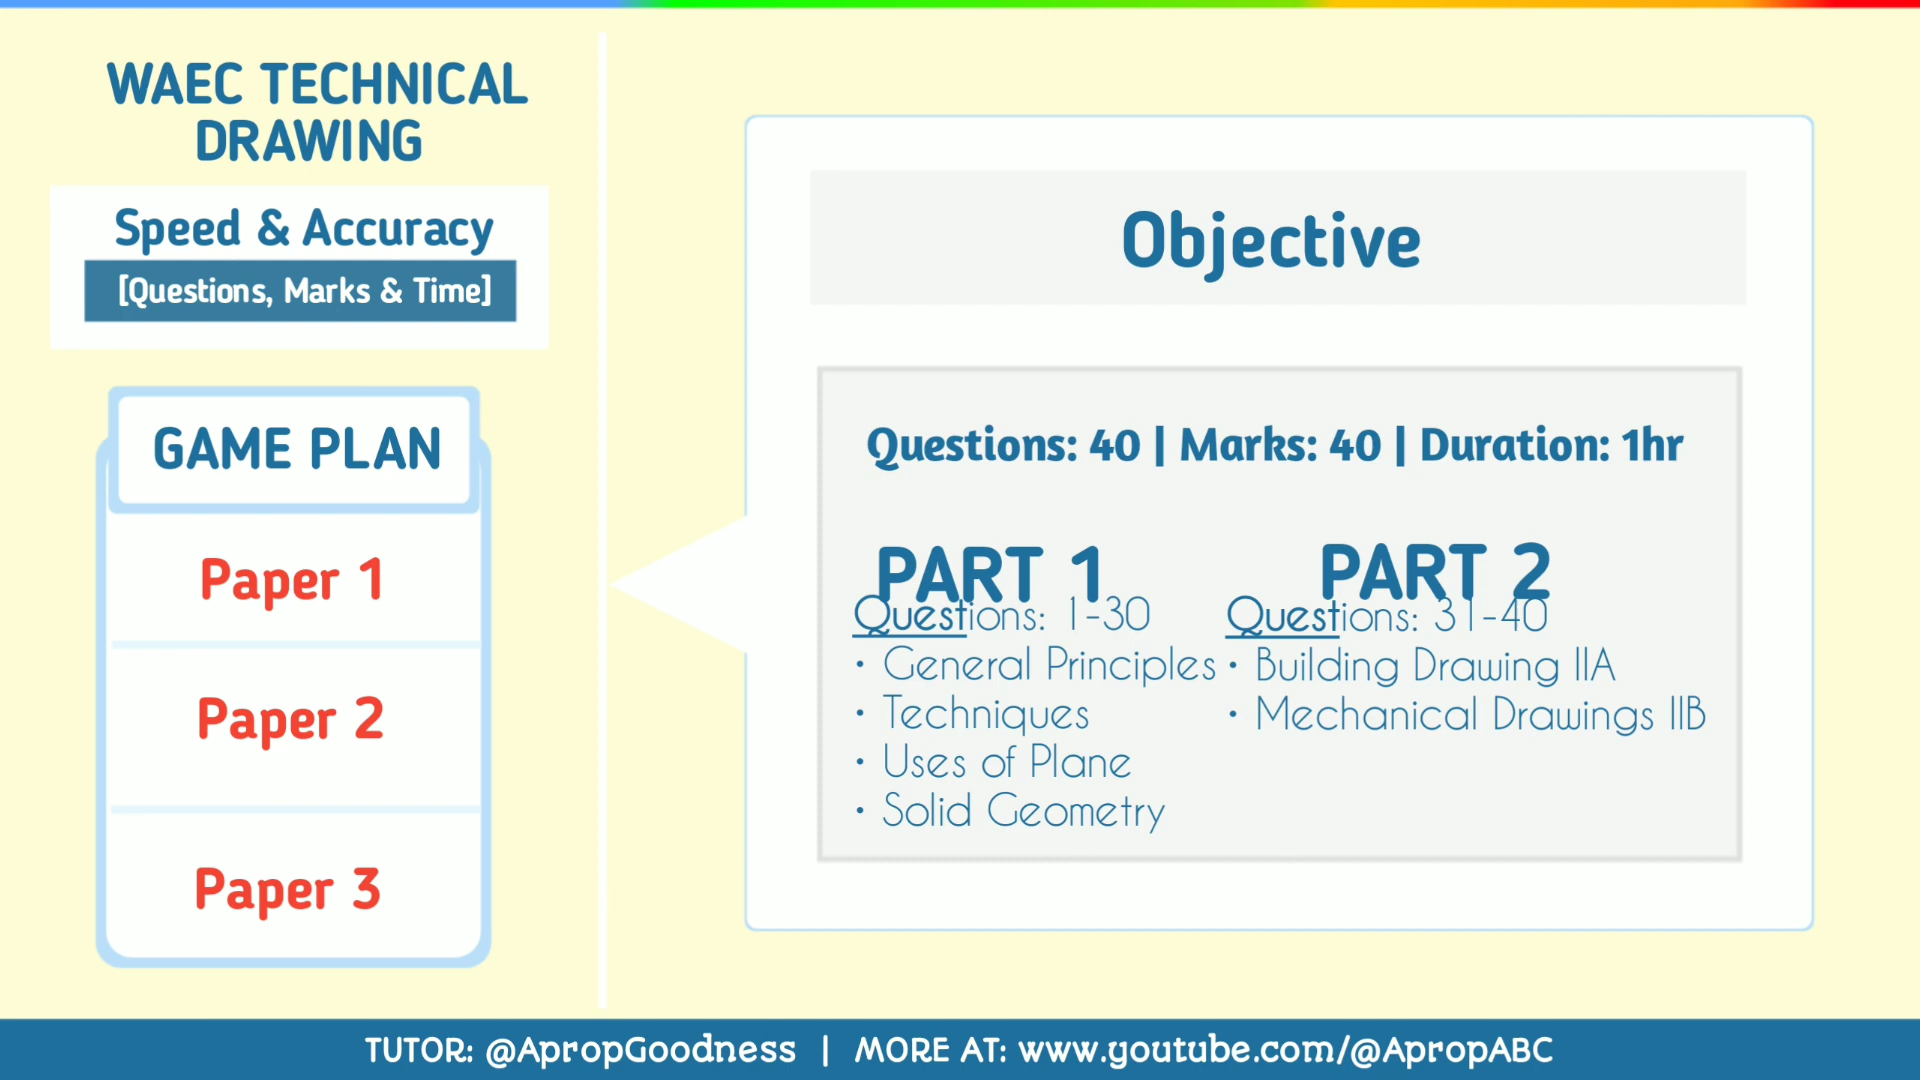 WAEC TECHNICAL
DRAWING
Speed & Accuracy
[Questions, Marks & Time]
GAME PLAN
Paper 1
Paper 2
Paper 3
Objective
Questions: 40 | Marks: 40 | Duration: 1hr
PART 1
Questions: 1-30
• General Principles
• Techniques
• Uses of Plane
• Solid Geometry
PART 2
Questions: 31-40
• Building Drawing IIA
• Mechanical Drawings IIB
TUTOR: @ApropGoodness | MORE AT: www.youtube.com/@ApropABC